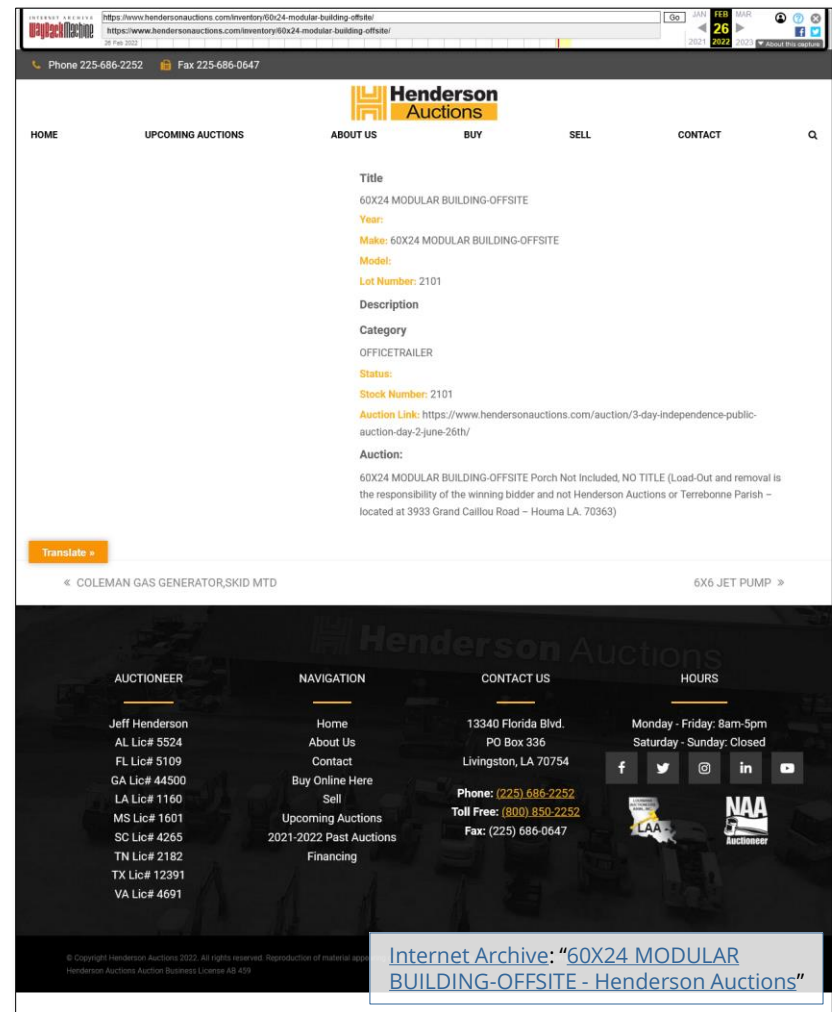 INTERNET ARCHIVE
WayBackMachine
https://www.hendersonauctions.com/inventory/60x24-modular-building-offsite/
Go
JAN FEB MAR
https://www.hendersonauctions.com/inventory/60x24-modular-building-offsite/
26
26 Feb 2022
2021 2022 2023
▼ About this capture
Phone 225-686-2252 Fax 225-686-0647
Henderson
Auctions
HOME UPCOMING AUCTIONS ABOUT US BUY SELL CONTACT
Title
60X24 MODULAR BUILDING-OFFSITE
Year:
Make: 60X24 MODULAR BUILDING-OFFSITE
Model:
Lot Number: 2101
Description
Category
OFFICETRAILER
Status:
Stock Number: 2101
Auction Link: https://www.hendersonauctions.com/auction/3-day-independence-public-
auction-day-2-june-26th/
Auction:
60X24 MODULAR BUILDING-OFFSITE Porch Not Included, NO TITLE (Load-Out and removal is
the responsibility of the winning bidder and not Henderson Auctions or Terrebonne Parish –
located at 3933 Grand Caillou Road – Houma LA. 70363)
Translate »
« COLEMAN GAS GENERATOR,SKID MTD
6X6 JET PUMP »
Henderson Auctions
AUCTIONEER
Jeff Henderson
AL Lic# 5524
FL Lic# 5109
GA Lic# 44500
LA Lic# 1160
MS Lic# 1601
SC Lic# 4265
TN Lic# 2182
TX Lic# 12391
VA Lic# 4691
NAVIGATION
Home
About Us
Contact
Buy Online Here
Sell
Upcoming Auctions
2021-2022 Past Auctions
Financing
CONTACT US
13340 Florida Blvd.
PO Box 336
Livingston, LA 70754
Phone: (225) 686-2252
Toll Free: (800) 850-2252
Fax: (225) 686-0647
HOURS
Monday - Friday: 8am-5pm
Saturday - Sunday: Closed
LAA
NAA
Auctioneer
© Copyright Henderson Auctions 2022. All rights reserved. Reproduction of material
Henderson Auctions Auction Business License AB 459
Internet Archive: “60X24 MODULAR
BUILDING-OFFSITE - Henderson Auctions”